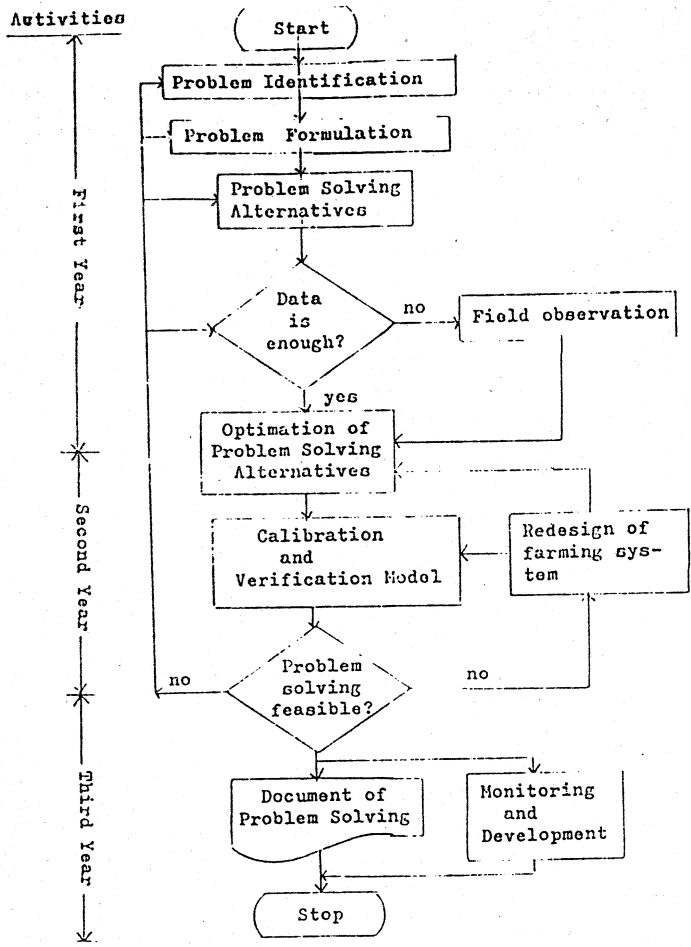 Autivities
Start
Problem Identification
Problem Formulation
Problem Solving
Alternatives
First Year
Data
is
enough?
no
Field observation
yes
Optimation of
Problem Solving
Alternatives
Second Year
Calibration
and
Verification Model
Redesign of
farming sys-
tem
no
Problem
solving
feasible?
no
Third Year
Document of
Problem Solving
Monitoring
and
Development
Stop